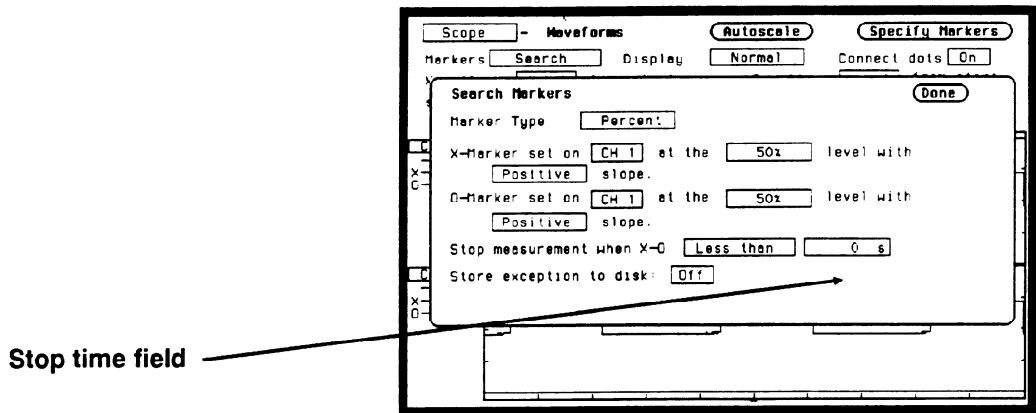 Scope - Waveforms Autoscale Specify Markers
Markers Search Display Normal Connect dots On
Search Markers Done
Marker Type Percent
X-Marker set on CH 1 at the 50% level with
Positive slope.
O-Marker set on CH 1 at the 50% level with
Positive slope.
Stop measurement when X-O Less than 0 s
Store exception to disk: Off
X-
O-
X-
O-
Stop time field